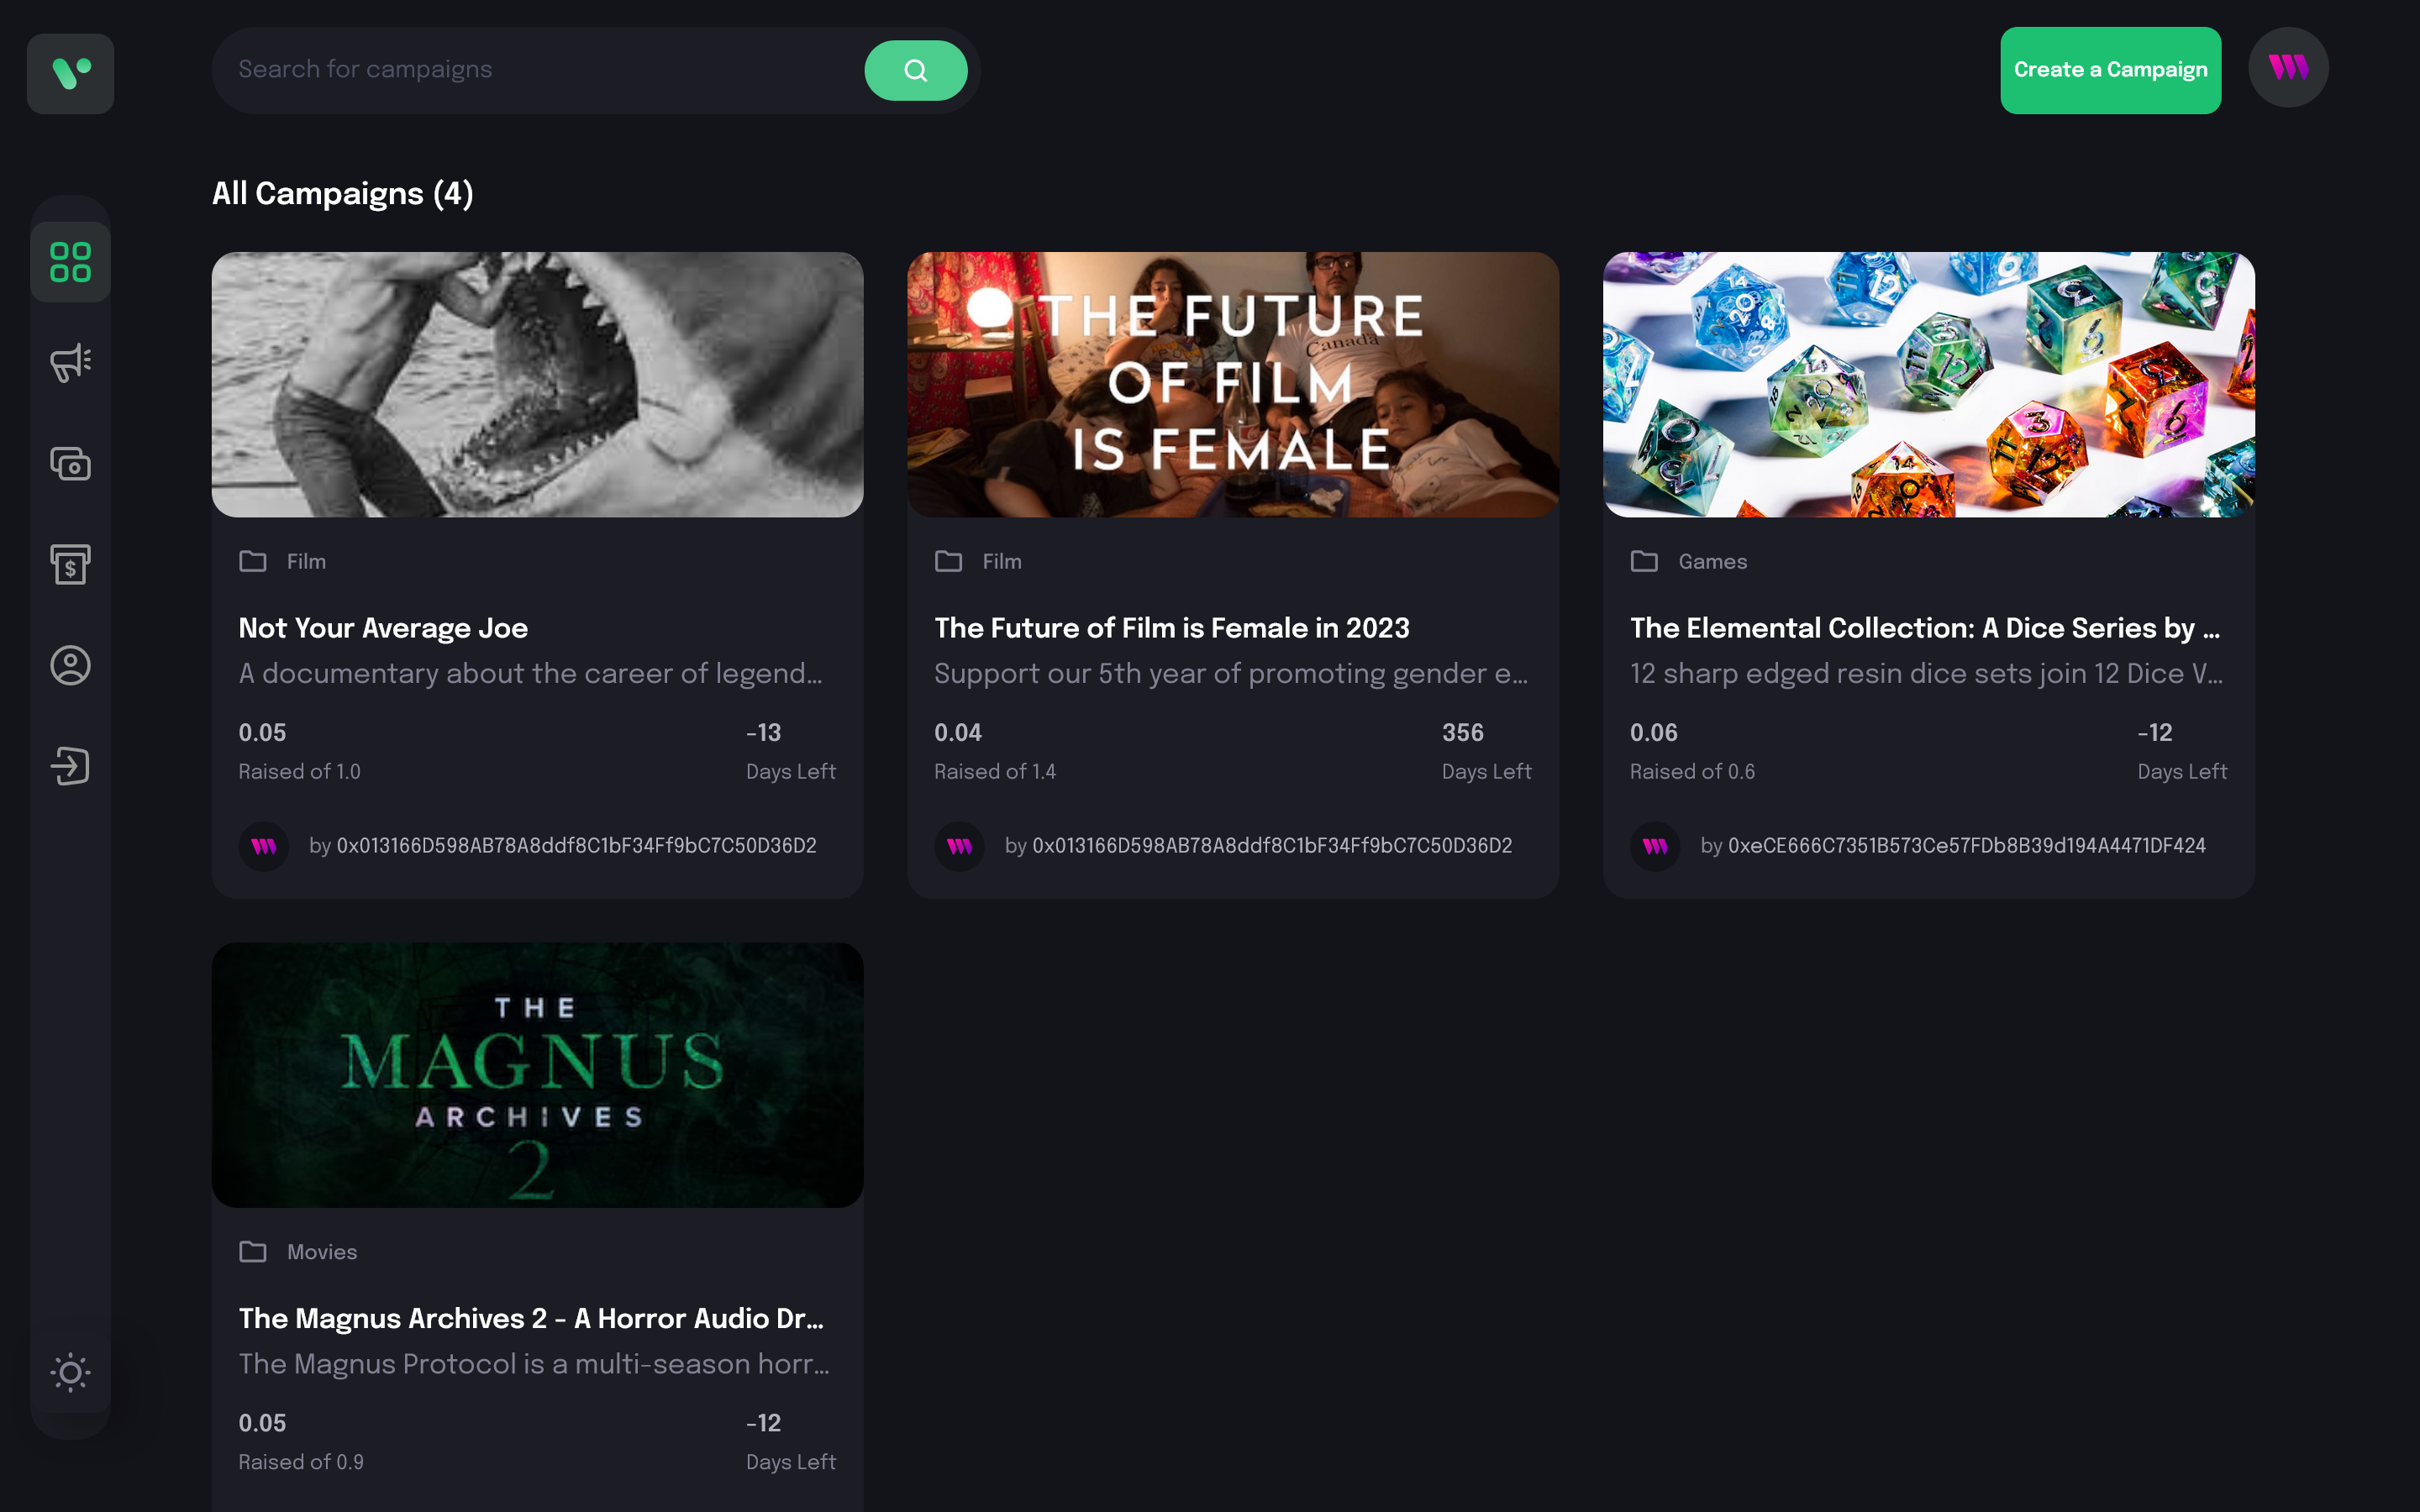 Search for campaigns
Create a Campaign
All Campaigns (4)
THE FUTURE
OF FILM
IS FEMALE
Canada
Film
Not Your Average Joe
A documentary about the career of legend...
0.05
-13
Raised of 1.0
Days Left
by 0x013166D598AB78A8ddf8C1bF34Ff9bC7C50D36D2
Film
The Future of Film is Female in 2023
Support our 5th year of promoting gender e...
0.04
356
Raised of 1.4
Days Left
by 0x013166D598AB78A8ddf8C1bF34Ff9bC7C50D36D2
Games
The Elemental Collection: A Dice Series by ...
12 sharp edged resin dice sets join 12 Dice V...
0.06
-12
Raised of 0.6
Days Left
by 0xeCE666C7351B573Ce57FDb8B39d194A4471DF424
THE
MAGNUS
ARCHIVES
2
Movies
The Magnus Archives 2 - A Horror Audio Dr...
The Magnus Protocol is a multi-season horr...
0.05
-12
Raised of 0.9
Days Left